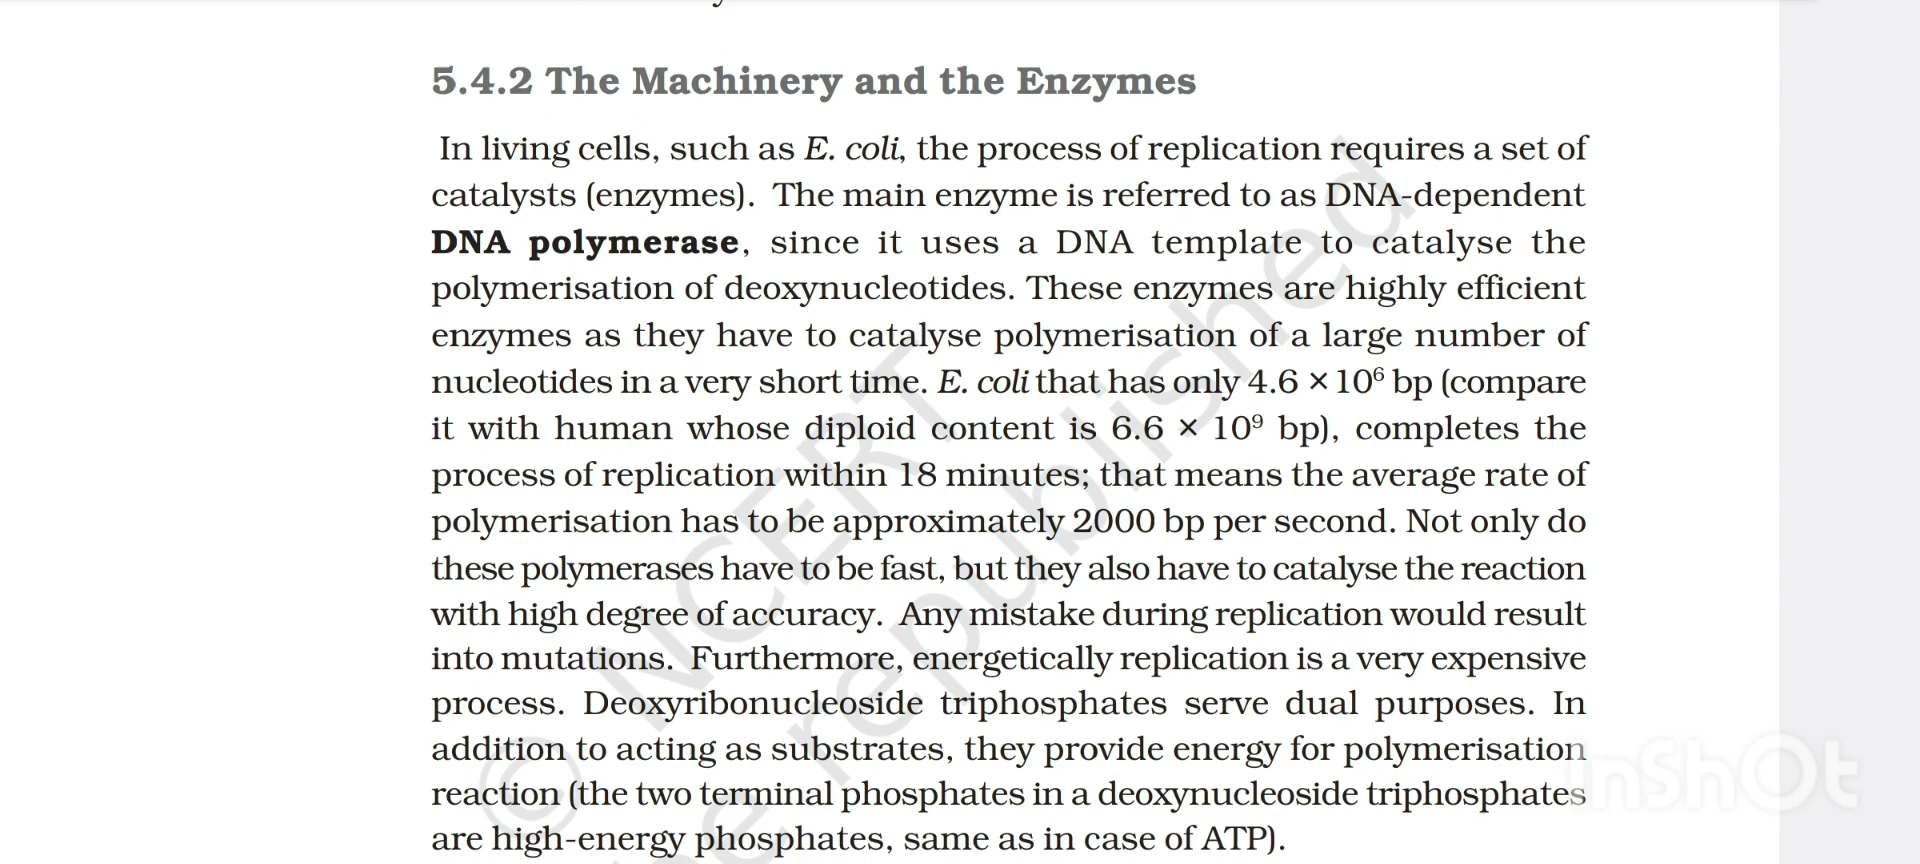 5.4.2 The Machinery and the Enzymes
In living cells, such as E. coli, the process of replication requires a set of
catalysts (enzymes). The main enzyme is referred to as DNA-dependent
DNA polymerase, since it uses a DNA template to catalyse the
polymerisation of deoxynucleotides. These enzymes are highly efficient
enzymes as they have to catalyse polymerisation of a large number of
nucleotides in a very short time. E. coli that has only 4.6 × 10⁶ bp (compare
it with human whose diploid content is 6.6 × 10⁹ bp), completes the
process of replication within 18 minutes; that means the average rate of
polymerisation has to be approximately 2000 bp per second. Not only do
these polymerases have to be fast, but they also have to catalyse the reaction
with high degree of accuracy. Any mistake during replication would result
into mutations. Furthermore, energetically replication is a very expensive
process. Deoxyribonucleoside triphosphates serve dual purposes. In
addition to acting as substrates, they provide energy for polymerisation
reaction (the two terminal phosphates in a deoxynucleoside triphosphates
are high-energy phosphates, same as in case of ATP).
© NCERT
be republished
InShOt